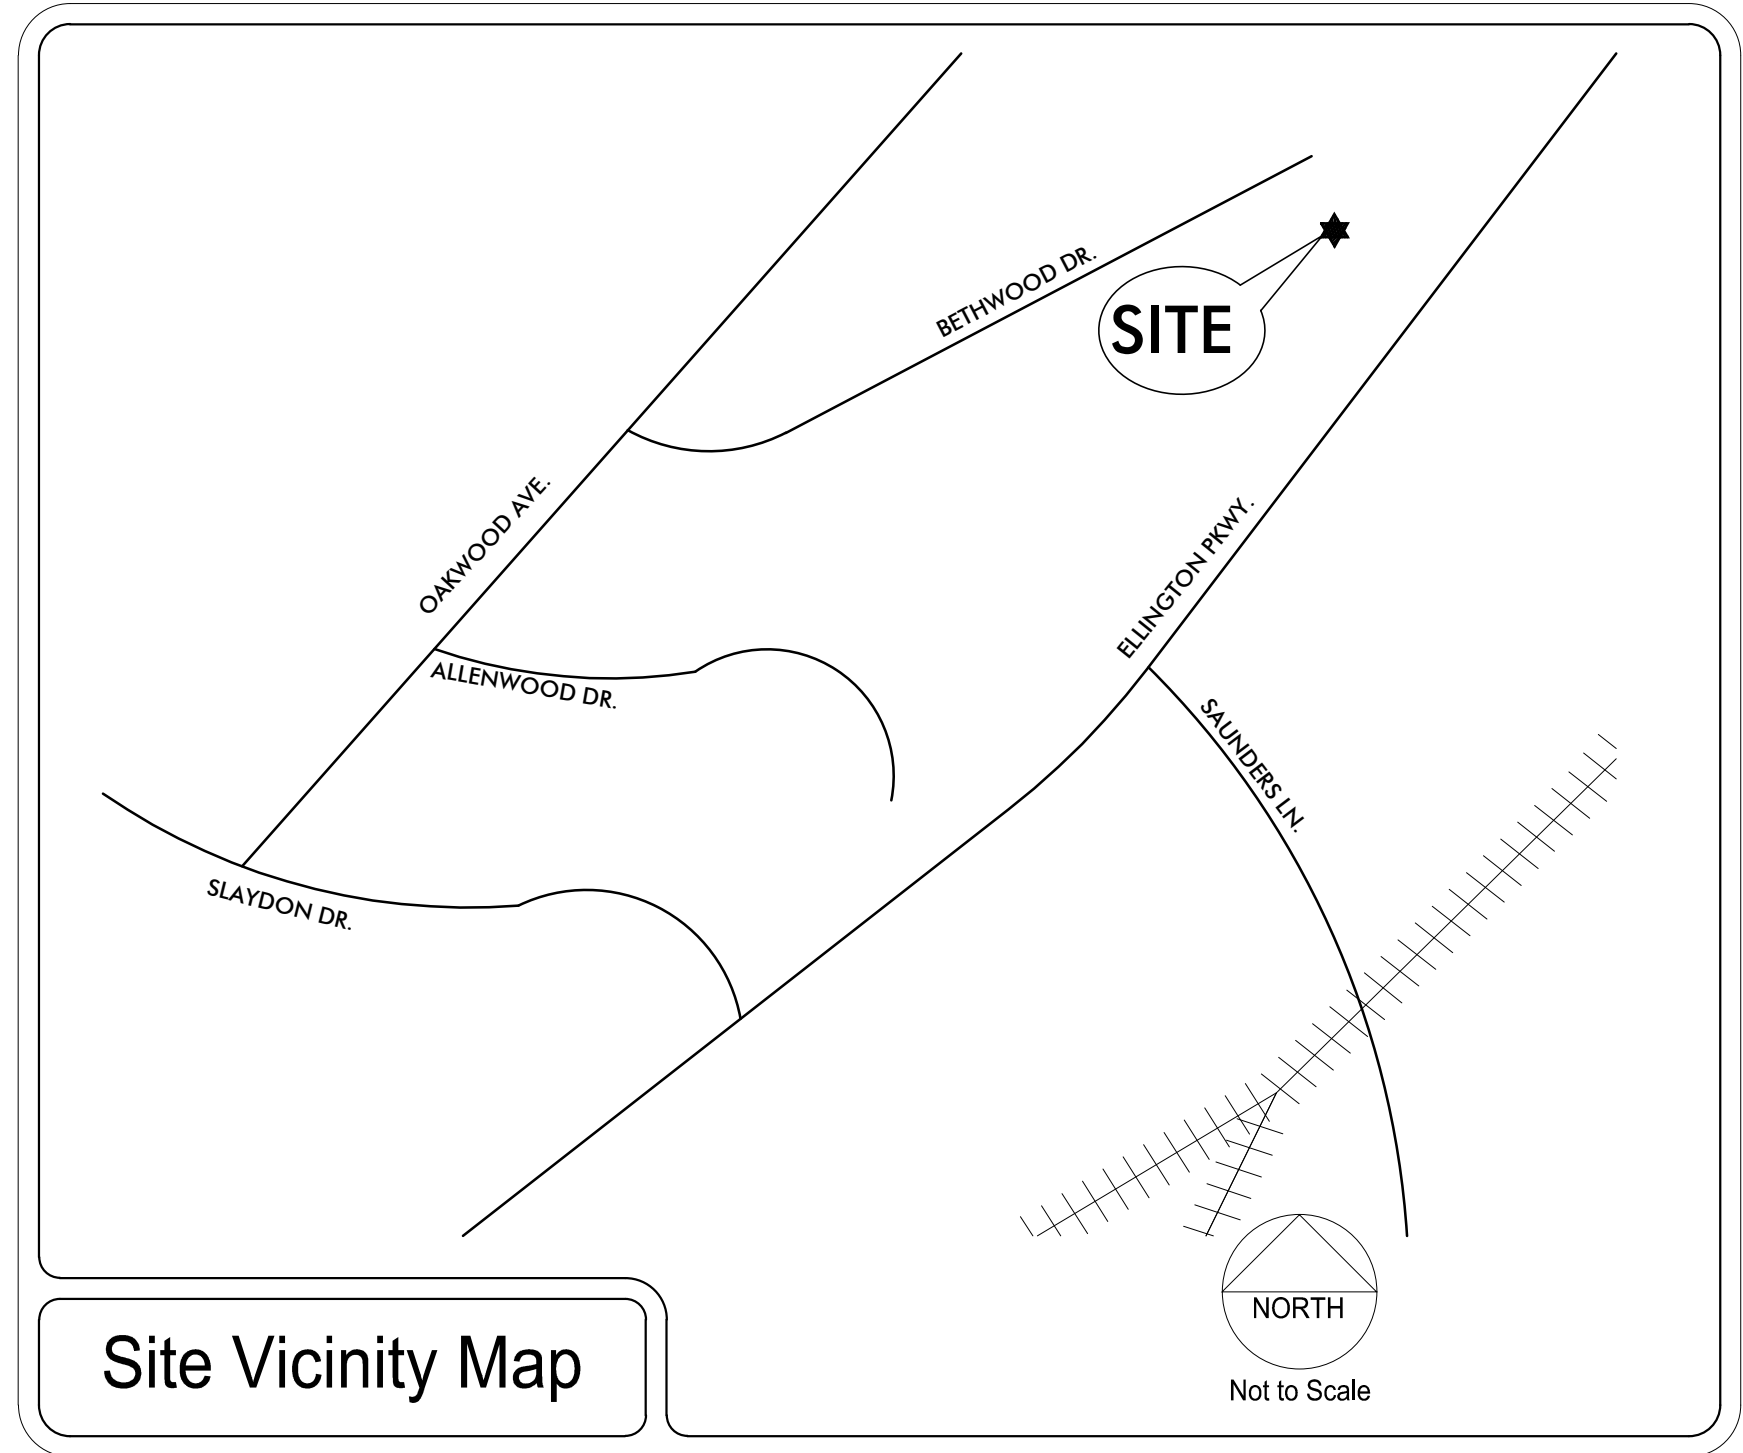 BETHWOOD DR.
SITE
OAKWOOD AVE.
ELLINGTON PKWY.
ALLENWOOD DR.
SAUNDERS LN.
SLAYDON DR.
NORTH
Not to Scale
Site Vicinity Map